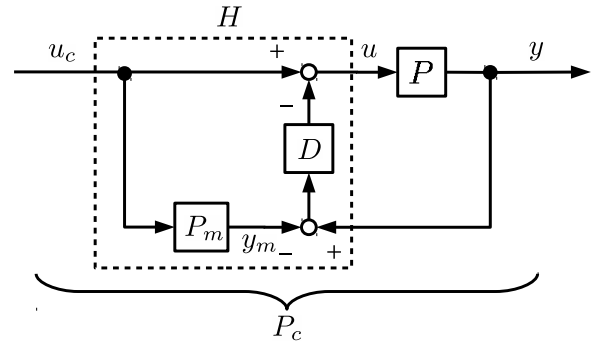 H
u_c + u P y
−
D
P_m y_m − +
P_c